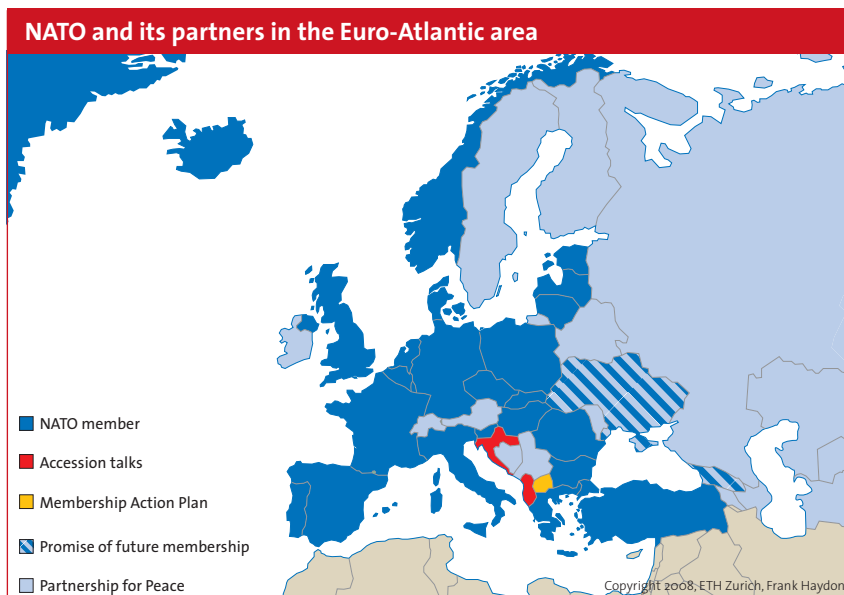 NATO and its partners in the Euro-Atlantic area
NATO member
Accession talks
Membership Action Plan
Promise of future membership
Partnership for Peace
Copyright 2008, ETH Zurich, Frank Haydon